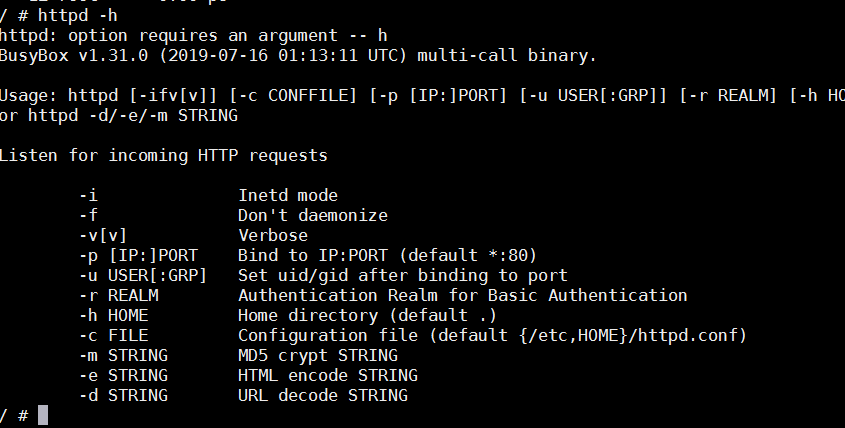 / # httpd -h
httpd: option requires an argument -- h
BusyBox v1.31.0 (2019-07-16 01:13:11 UTC) multi-call binary.
Usage: httpd [-ifv[v]] [-c CONFFILE] [-p [IP:]PORT] [-u USER[:GRP]] [-r REALM] [-h HO
or httpd -d/-e/-m STRING
Listen for incoming HTTP requests
-i Inetd mode
-f Don't daemonize
-v[v] Verbose
-p [IP:]PORT Bind to IP:PORT (default *:80)
-u USER[:GRP] Set uid/gid after binding to port
-r REALM Authentication Realm for Basic Authentication
-h HOME Home directory (default .)
-c FILE Configuration file (default {/etc,HOME}/httpd.conf)
-m STRING MD5 crypt STRING
-e STRING HTML encode STRING
-d STRING URL decode STRING
/ #